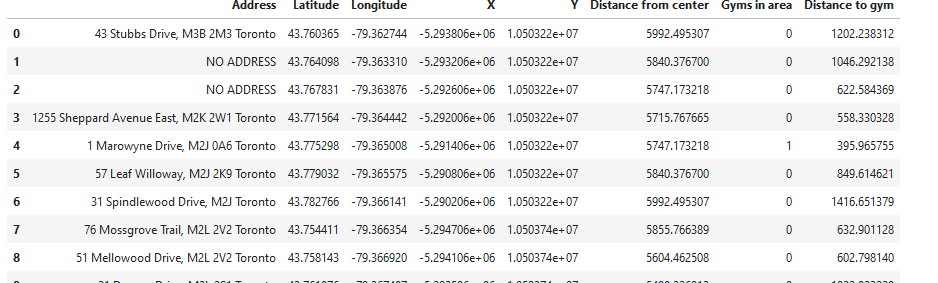 Address Latitude Longitude X Y Distance from center Gyms in area Distance to gym
0 43 Stubbs Drive, M3B 2M3 Toronto 43.760365 -79.362744 -5.293806e+06 1.050322e+07 5992.495307 0 1202.238312
1 NO ADDRESS 43.764098 -79.363310 -5.293206e+06 1.050322e+07 5840.376700 0 1046.292138
2 NO ADDRESS 43.767831 -79.363876 -5.292606e+06 1.050322e+07 5747.173218 0 622.584369
3 1255 Sheppard Avenue East, M2K 2W1 Toronto 43.771564 -79.364442 -5.292006e+06 1.050322e+07 5715.767665 0 558.330328
4 1 Marowyne Drive, M2J 0A6 Toronto 43.775298 -79.365008 -5.291406e+06 1.050322e+07 5747.173218 1 395.965755
5 57 Leaf Willoway, M2J 2K9 Toronto 43.779032 -79.365575 -5.290806e+06 1.050322e+07 5840.376700 0 849.614621
6 31 Spindlewood Drive, M2J Toronto 43.782766 -79.366141 -5.290206e+06 1.050322e+07 5992.495307 0 1416.651379
7 76 Mossgrove Trail, M2L 2V2 Toronto 43.754411 -79.366354 -5.294706e+06 1.050374e+07 5855.766389 0 632.901128
8 51 Mellowood Drive, M2L 2V2 Toronto 43.758143 -79.366920 -5.294106e+06 1.050374e+07 5604.462508 0 602.798140